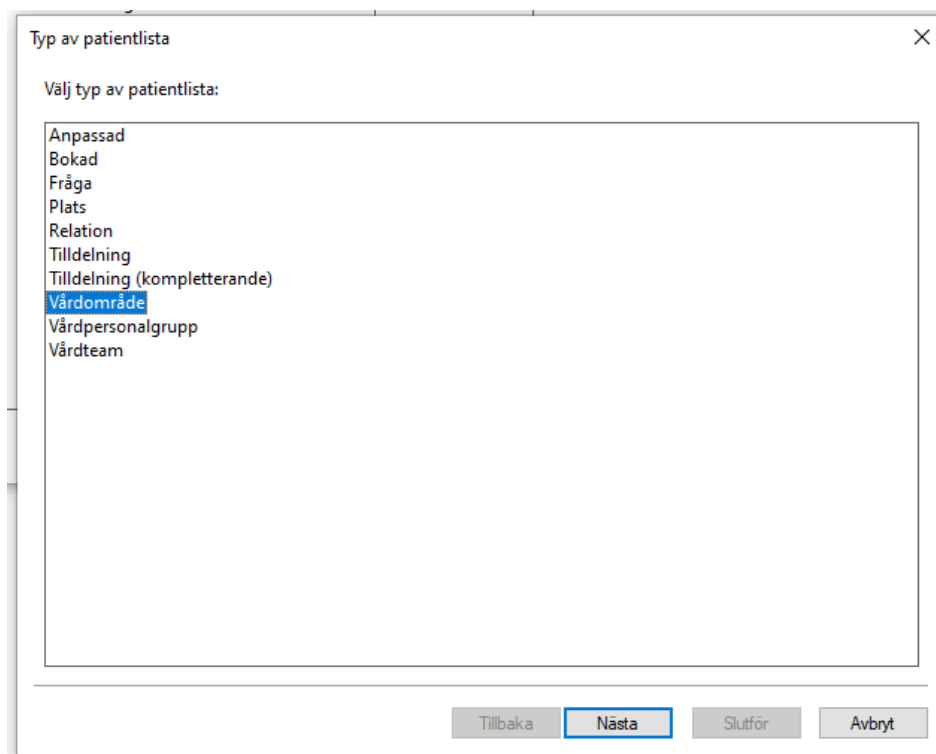 Typ av patientlista
Välj typ av patientlista:
Anpassad
Bokad
Fråga
Plats
Relation
Tilldelning
Tilldelning (kompletterande)
Vårdområde
Vårdpersonalgrupp
Vårdteam
Tillbaka Nästa Slutför Avbryt